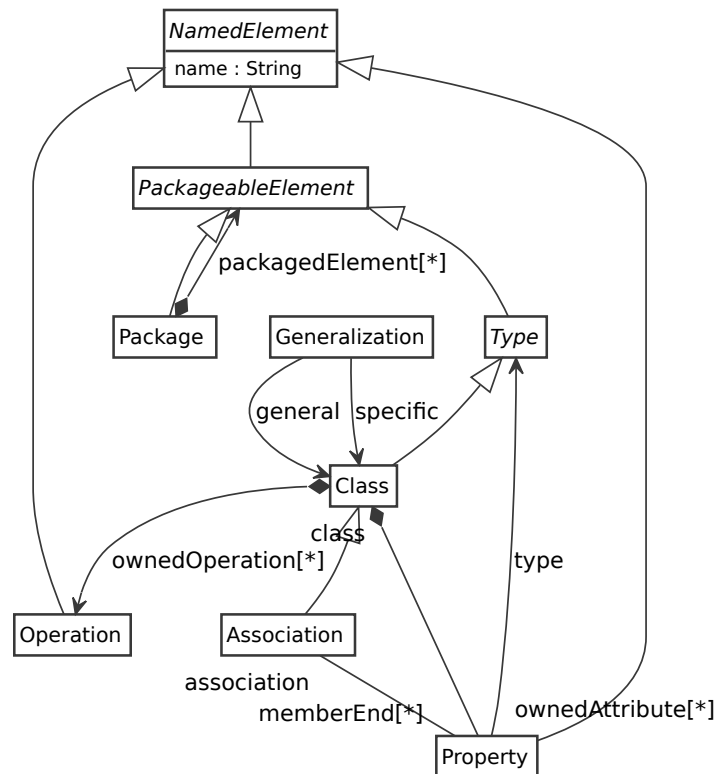 NamedElement
name : String
PackageableElement
packagedElement[*]
Package
Generalization
Type
general
specific
Class
class
ownedOperation[*]
type
Operation
Association
association
memberEnd[*]
ownedAttribute[*]
Property